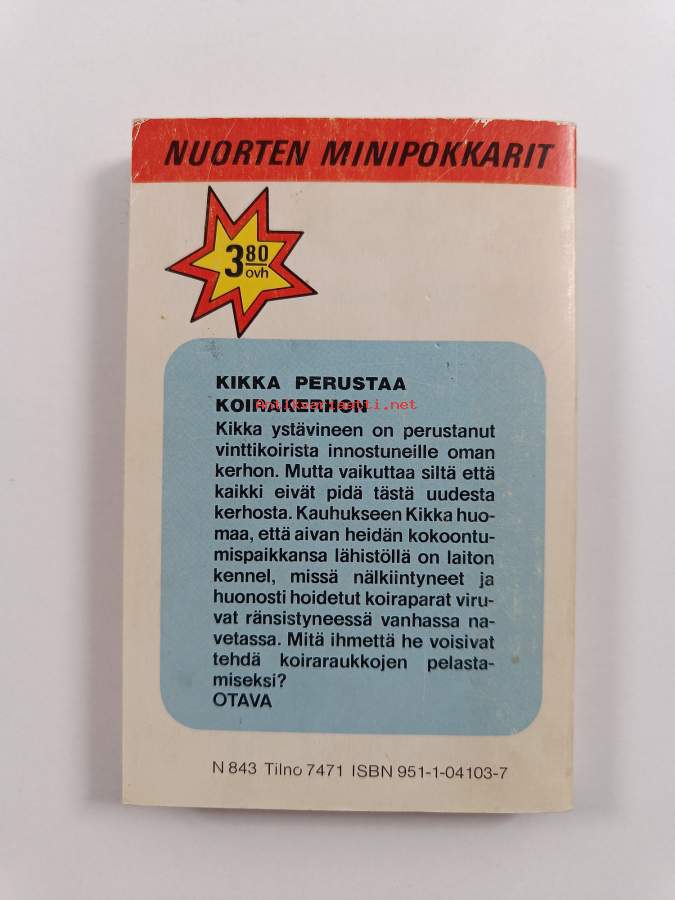 NUORTEN MINIPOKKARIT
3 80
ovh
KIKKA PERUSTAA
KOIRAKERHON
Antikvariaatti.net
Kikka ystävineen on perustanut
vinttikoirista innostuneille oman
kerhon. Mutta vaikuttaa siltä että
kaikki eivät pidä tästä uudesta
kerhosta. Kauhukseen Kikka huo-
maa, että aivan heidän kokoontu-
mispaikkansa lähistöllä on laiton
kennel, missä nälkiintyneet ja
huonosti hoidetut koiraparat viru-
vat ränsistyneessä vanhassa na-
vetassa. Mitä ihmettä he voisivat
tehdä koiraraukkojen pelasta-
miseksi?
OTAVA
N 843 Tilno 7471 ISBN 951-1-04103-7